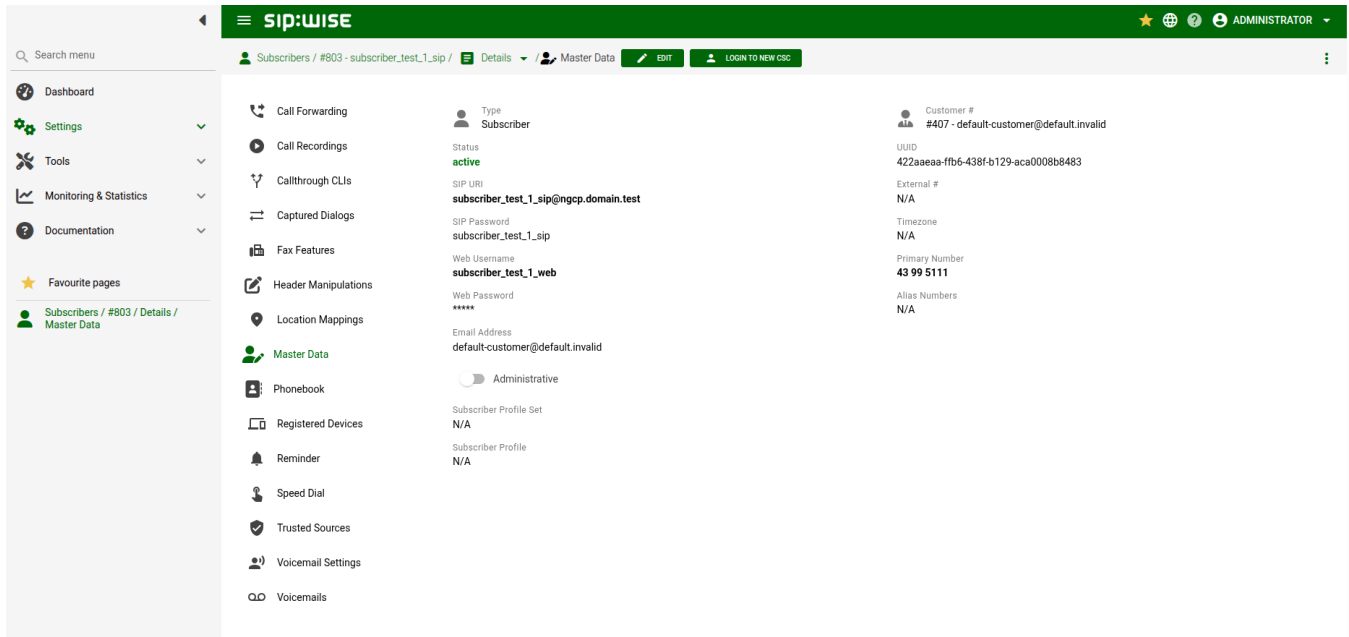 sip:wise
ADMINISTRATOR
Search menu
Dashboard
Settings
Tools
Monitoring & Statistics
Documentation
Favourite pages
Subscribers / #803 / Details /
Master Data
Subscribers / #803 - subscriber_test_1_sip / Details / Master Data EDIT LOGIN TO NEW CSC
Call Forwarding
Call Recordings
Callthrough CLIs
Captured Dialogs
Fax Features
Header Manipulations
Location Mappings
Master Data
Phonebook
Registered Devices
Reminder
Speed Dial
Trusted Sources
Voicemail Settings
Voicemails
Type
Subscriber
Status
active
SIP URI
subscriber_test_1_sip@ngcp.domain.test
SIP Password
subscriber_test_1_sip
Web Username
subscriber_test_1_web
Web Password
*****
Email Address
default-customer@default.invalid
Administrative
Subscriber Profile Set
N/A
Subscriber Profile
N/A
Customer #
#407 - default-customer@default.invalid
UUID
422aaeaa-ffb6-438f-b129-aca0008b8483
External #
N/A
Timezone
N/A
Primary Number
43 99 5111
Alias Numbers
N/A